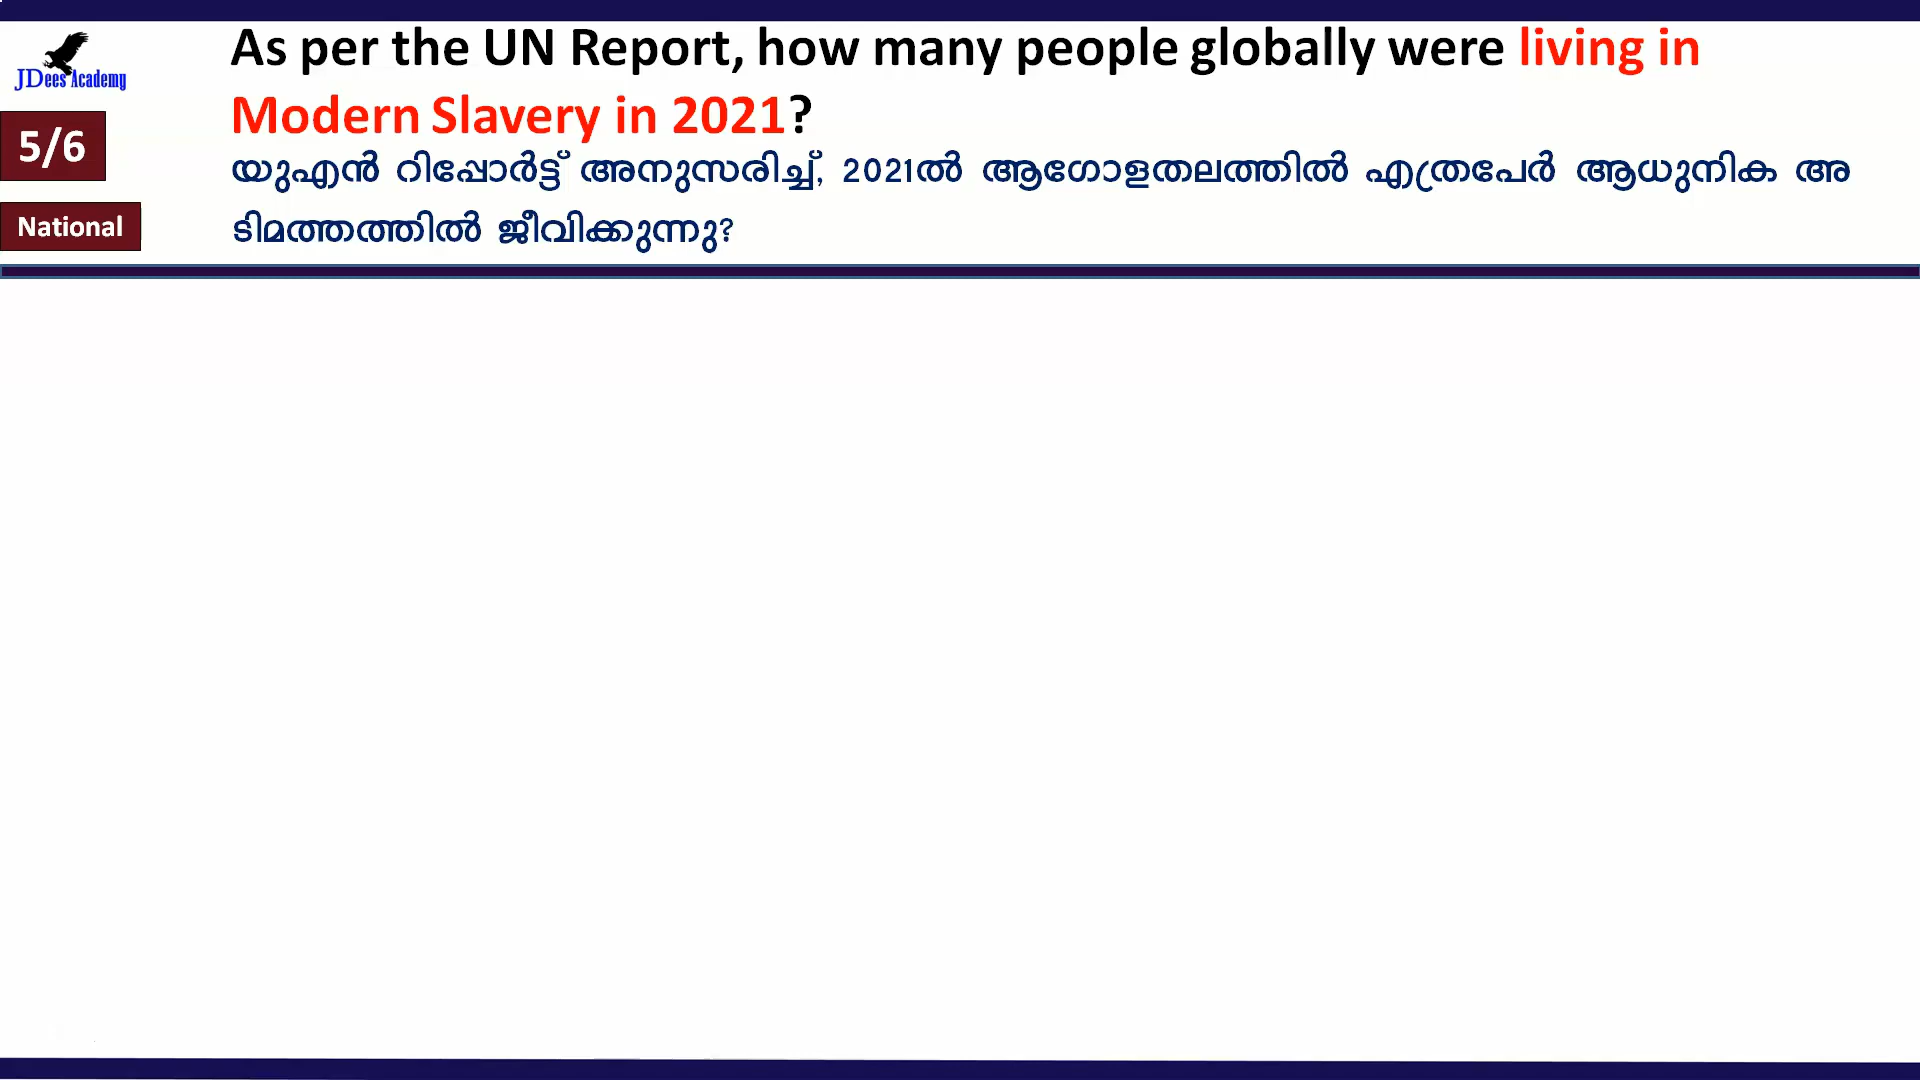 As per the UN Report, how many people globally were living in
JDees Academy
Modern Slavery in 2021?
5/6
യുഎൻ റിപ്പോർട്ട് അനുസരിച്ച്, 2021ൽ ആഗോളതലത്തിൽ എത്രപേർ ആധുനിക അ
National
ടിമത്തത്തിൽ ജീവിക്കുന്നു?